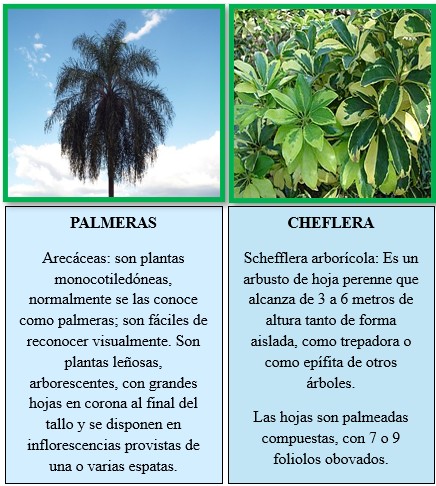 PALMERAS
Arecáceas: son plantas
monocotiledóneas,
normalmente se las conoce
como palmeras; son fáciles de
reconocer visualmente. Son
plantas leñosas,
arborescentes, con grandes
hojas en corona al final del
tallo y se disponen en
inflorescencias provistas de
una o varias espatas.
CHEFLERA
Schefflera arborícola: Es un
arbusto de hoja perenne que
alcanza de 3 a 6 metros de
altura tanto de forma
aislada, como trepadora o
como epífita de otros
árboles.
Las hojas son palmeadas
compuestas, con 7 o 9
foliolos obovados.